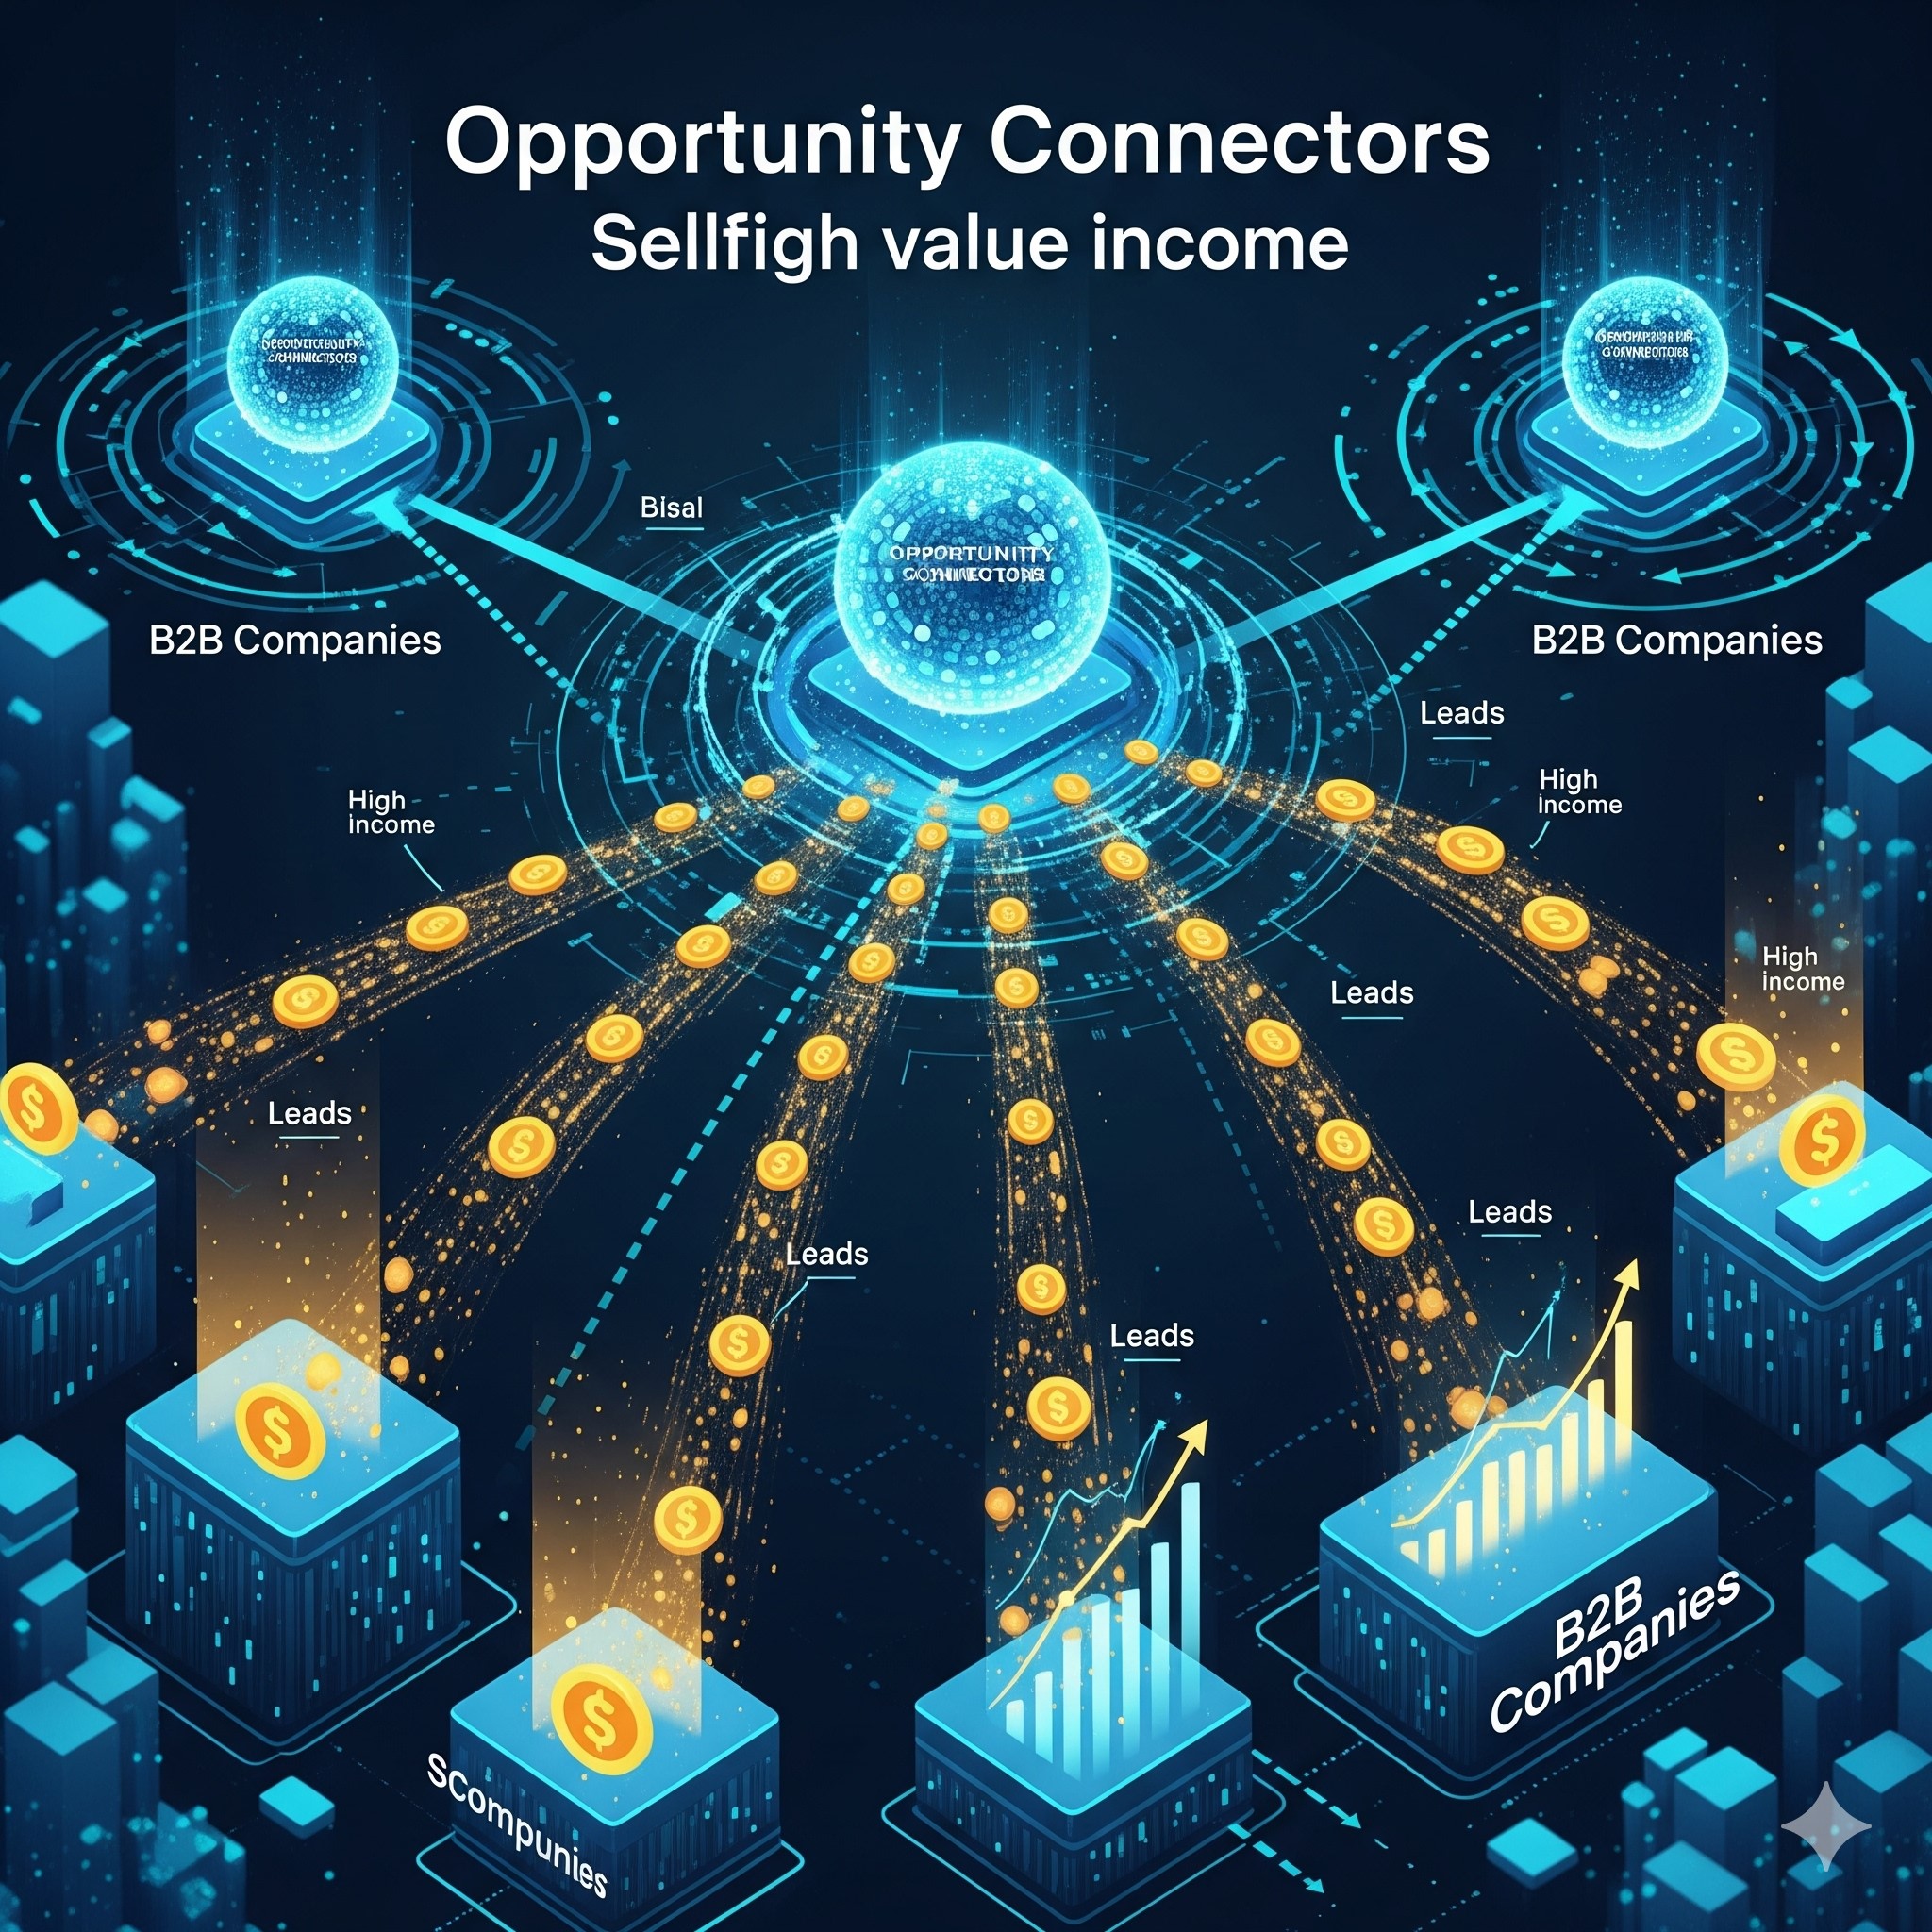 Opportunity Connectors
Sellfigh value income
Bisal
OPPORTUNITTY
B2B Companies
B2B Companies
Leads
High
income
High
income
High
income
Leads
Leads
Leads
Leads
Leads
B2B
Companies
SCompunies